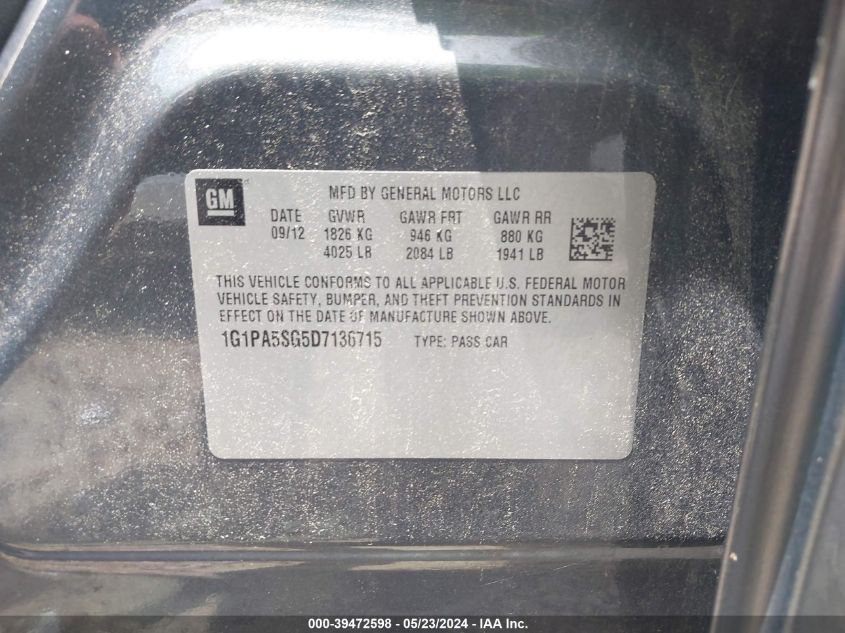 GM
MFD BY GENERAL MOTORS LLC
DATE GVWR GAWR FRT GAWR RR
09/12 1826 KG 946 KG 880 KG
4025 LB 2084 LB 1941 LB
THIS VEHICLE CONFORMS TO ALL APPLICABLE U.S. FEDERAL MOTOR
VEHICLE SAFETY, BUMPER, AND THEFT PREVENTION STANDARDS IN
EFFECT ON THE DATE OF MANUFACTURE SHOWN ABOVE.
1G1PA5SG5D7136715 TYPE: PASS CAR
000-39472598 - 05/23/2024 - IAA Inc.